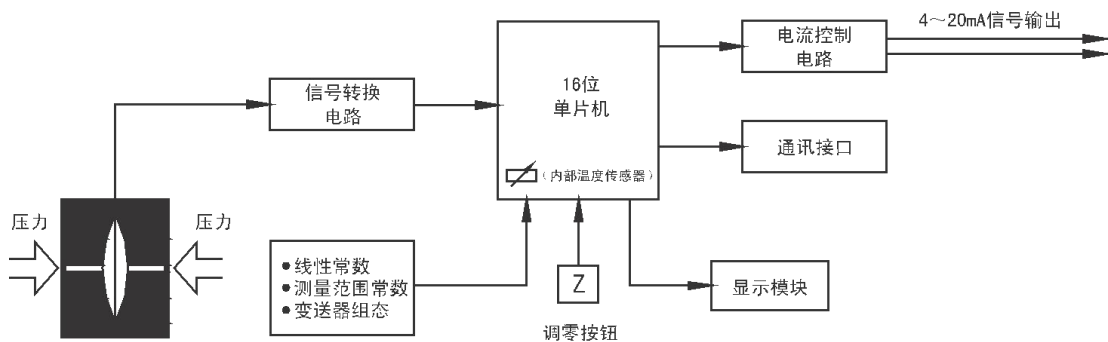 4～20mA信号输出
电流控制
电路
16位
单片机
信号转换
电路
通讯接口
（内部温度传感器）
压力
压力
●线性常数
●测量范围常数
●变送器组态
Z
显示模块
调零按钮